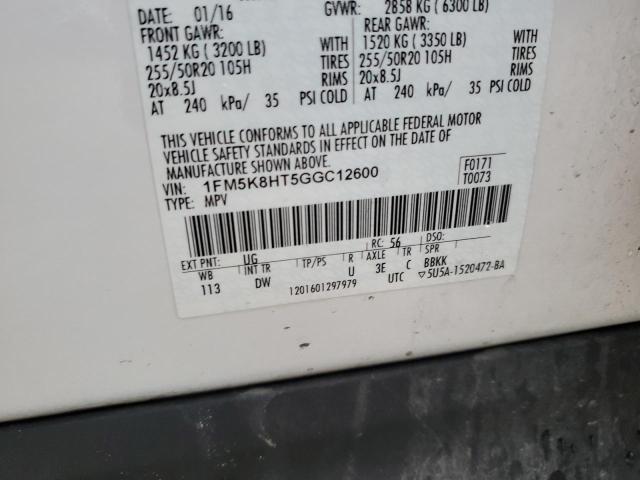 DATE: 01/16 GVWR: 2858 KG ( 6300 LB)
FRONT GAWR: REAR GAWR:
1452 KG ( 3200 LB) WITH 1520 KG ( 3350 LB)
255/50R20 105H TIRES 255/50R20 105H
20x8.5J RIMS 20x8.5J
AT 240 kPa/ 35 PSI COLD AT 240 kPa/ 35 PSI COLD
WITH
TIRES
RIMS
THIS VEHICLE CONFORMS TO ALL APPLICABLE FEDERAL MOTOR
VEHICLE SAFETY STANDARDS IN EFFECT ON THE DATE OF
MANUFACTURE SHOWN ABOVE.
VIN: 1FM5K8HT5GGC12600 F0171
TYPE: MPV T0073
EXT PNT: UG RC: 56 DSO:
WB INT TR TP/PS R AXLE TR SPR
113 DW U 3E C BBKK
1201601297979 UTC ▽5U5A-1520472-BA